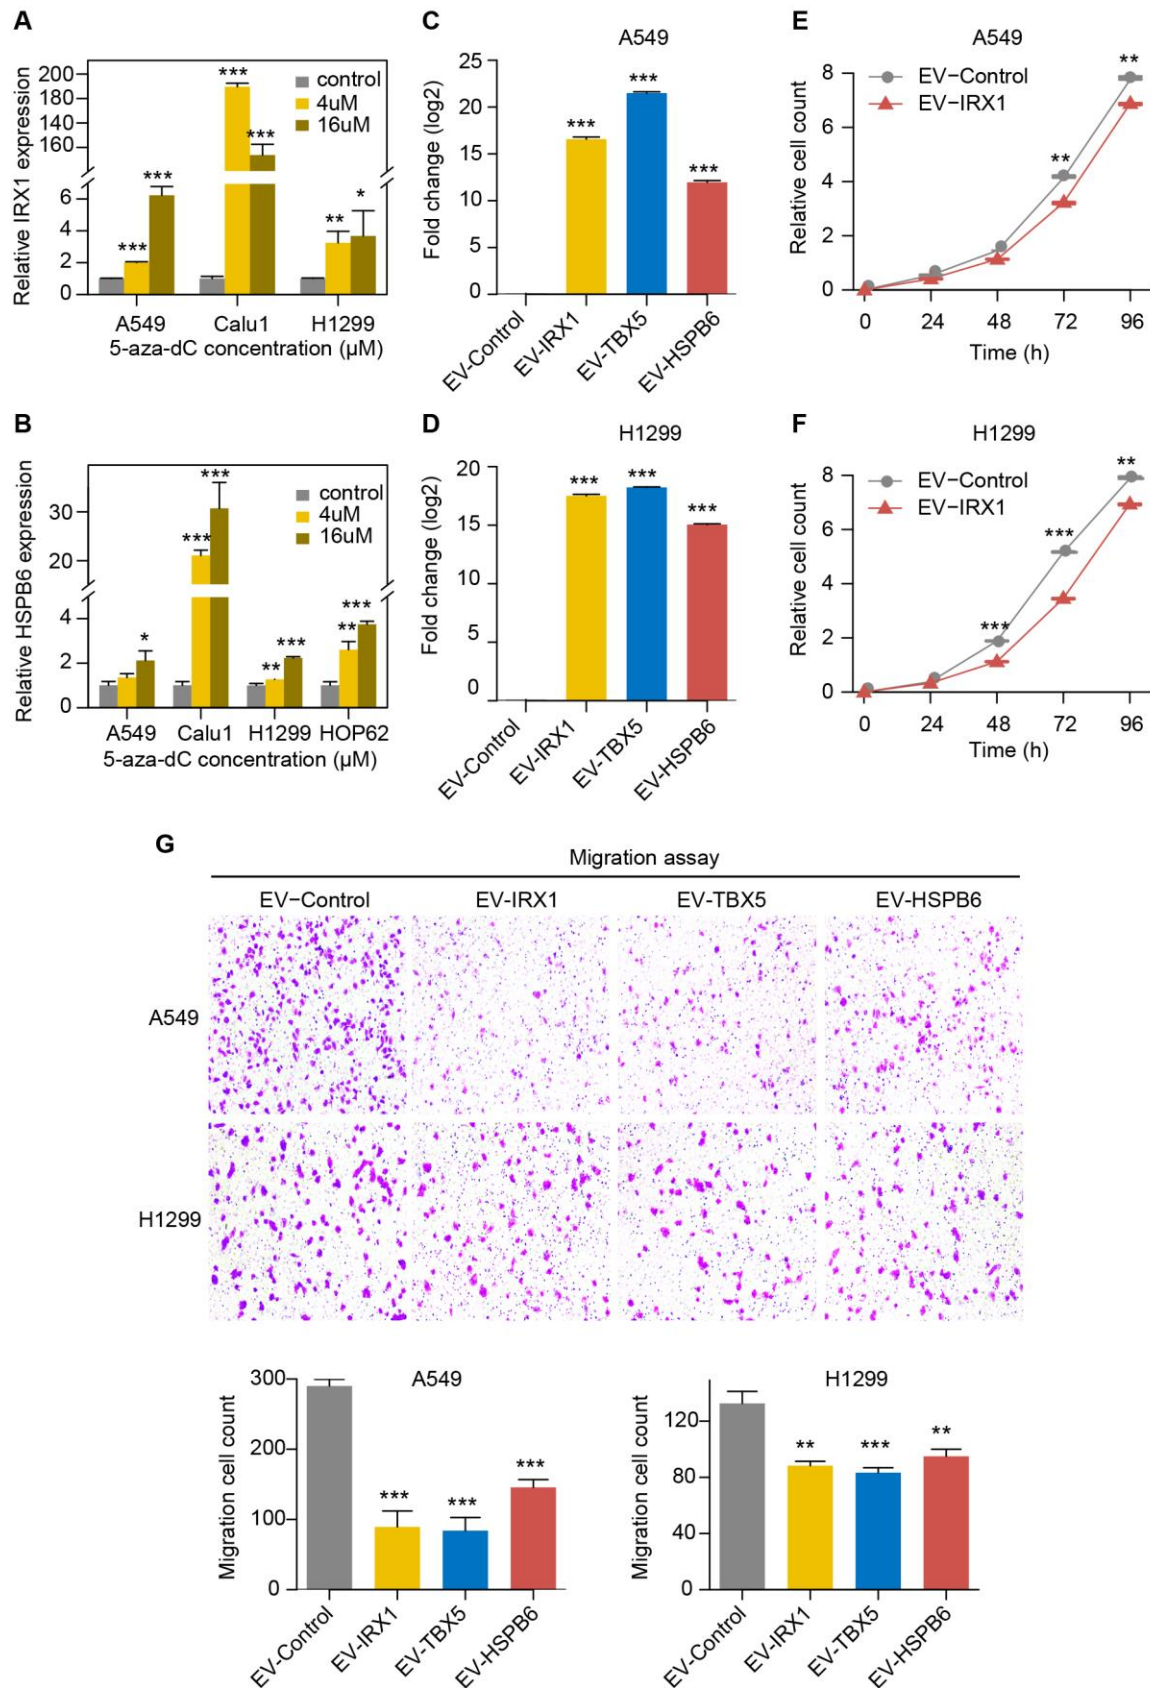 A
Relative IRX1 expression
200
180
160
6
4
2
0
***
***
***
***
**
*
control
4uM
16uM
A549 Calu1 H1299
5-aza-dC concentration (µM)
C
A549
Fold change (log2)
25
20
15
10
5
0
***
***
***
EV-Control EV-IRX1 EV-TBX5 EV-HSPB6
E
A549
Relative cell count
8
6
4
2
0
EV−Control
EV−IRX1
**
**
0 24 48 72 96
Time (h)
B
Relative HSPB6 expression
30
20
4
2
0
*
***
***
**
***
**
***
control
4uM
16uM
A549 Calu1 H1299 HOP62
5-aza-dC concentration (µM)
D
H1299
Fold change (log2)
20
15
10
5
0
***
***
***
EV-Control EV-IRX1 EV-TBX5 EV-HSPB6
F
H1299
Relative cell count
8
6
4
2
0
EV−Control
EV−IRX1
***
***
**
0 24 48 72 96
Time (h)
G
Migration assay
EV−Control EV-IRX1 EV-TBX5 EV-HSPB6
A549
H1299
A549
Migration cell count
300
200
100
0
***
***
***
EV-Control EV-IRX1 EV-TBX5 EV-HSPB6
H1299
Migration cell count
120
80
40
0
**
***
**
EV-Control EV-IRX1 EV-TBX5 EV-HSPB6